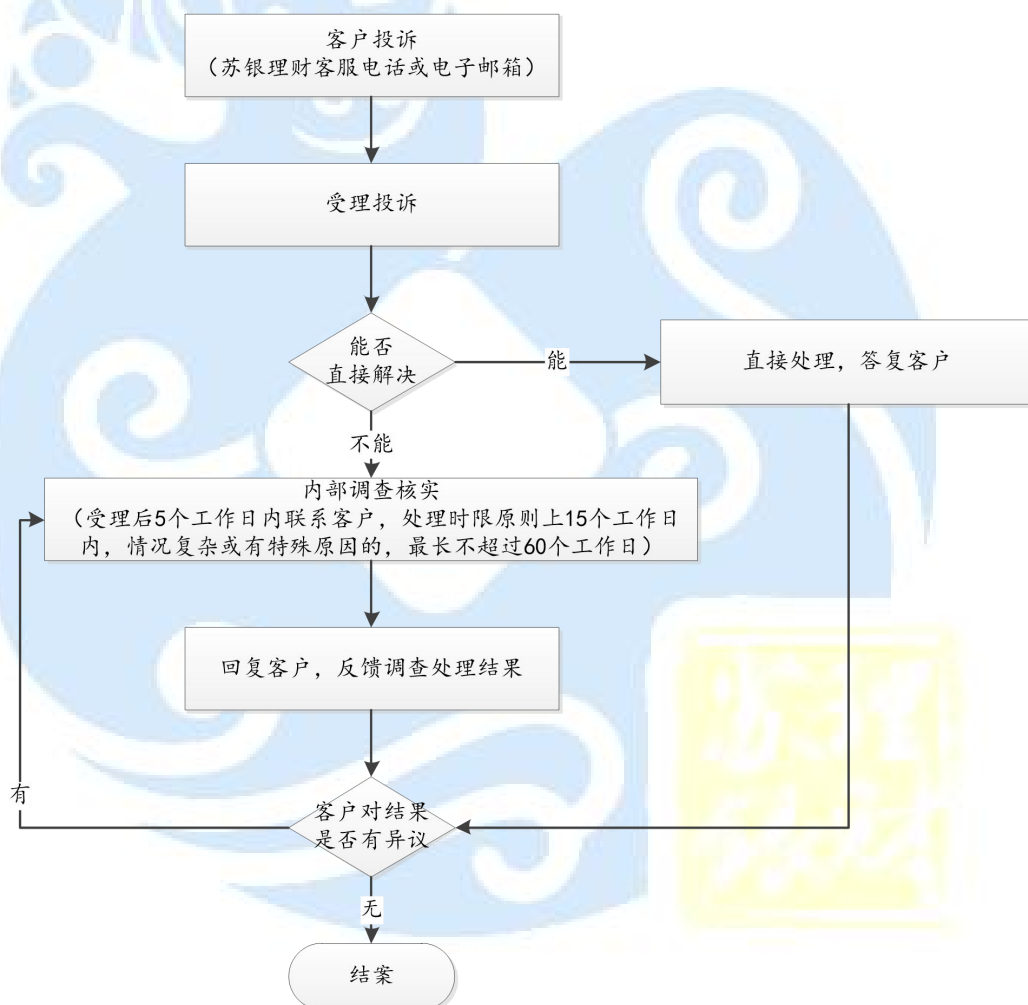 客户投诉
（苏银理财客服电话或电子邮箱）
受理投诉
能否
直接解决
能
直接处理，答复客户
不能
内部调查核实
（受理后5个工作日内联系客户，处理时限原则上15个工作日
内，情况复杂或有特殊原因的，最长不超过60个工作日）
回复客户，反馈调查处理结果
有
客户对结果
是否有异议
无
结案